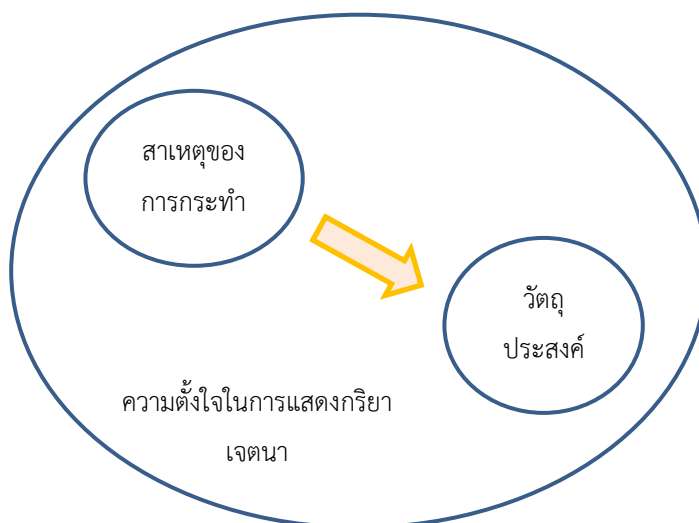 สาเหตุของ
การกระทำ
วัตถุ
ประสงค์
ความตั้งใจในการแสดงกริยา
เจตนา